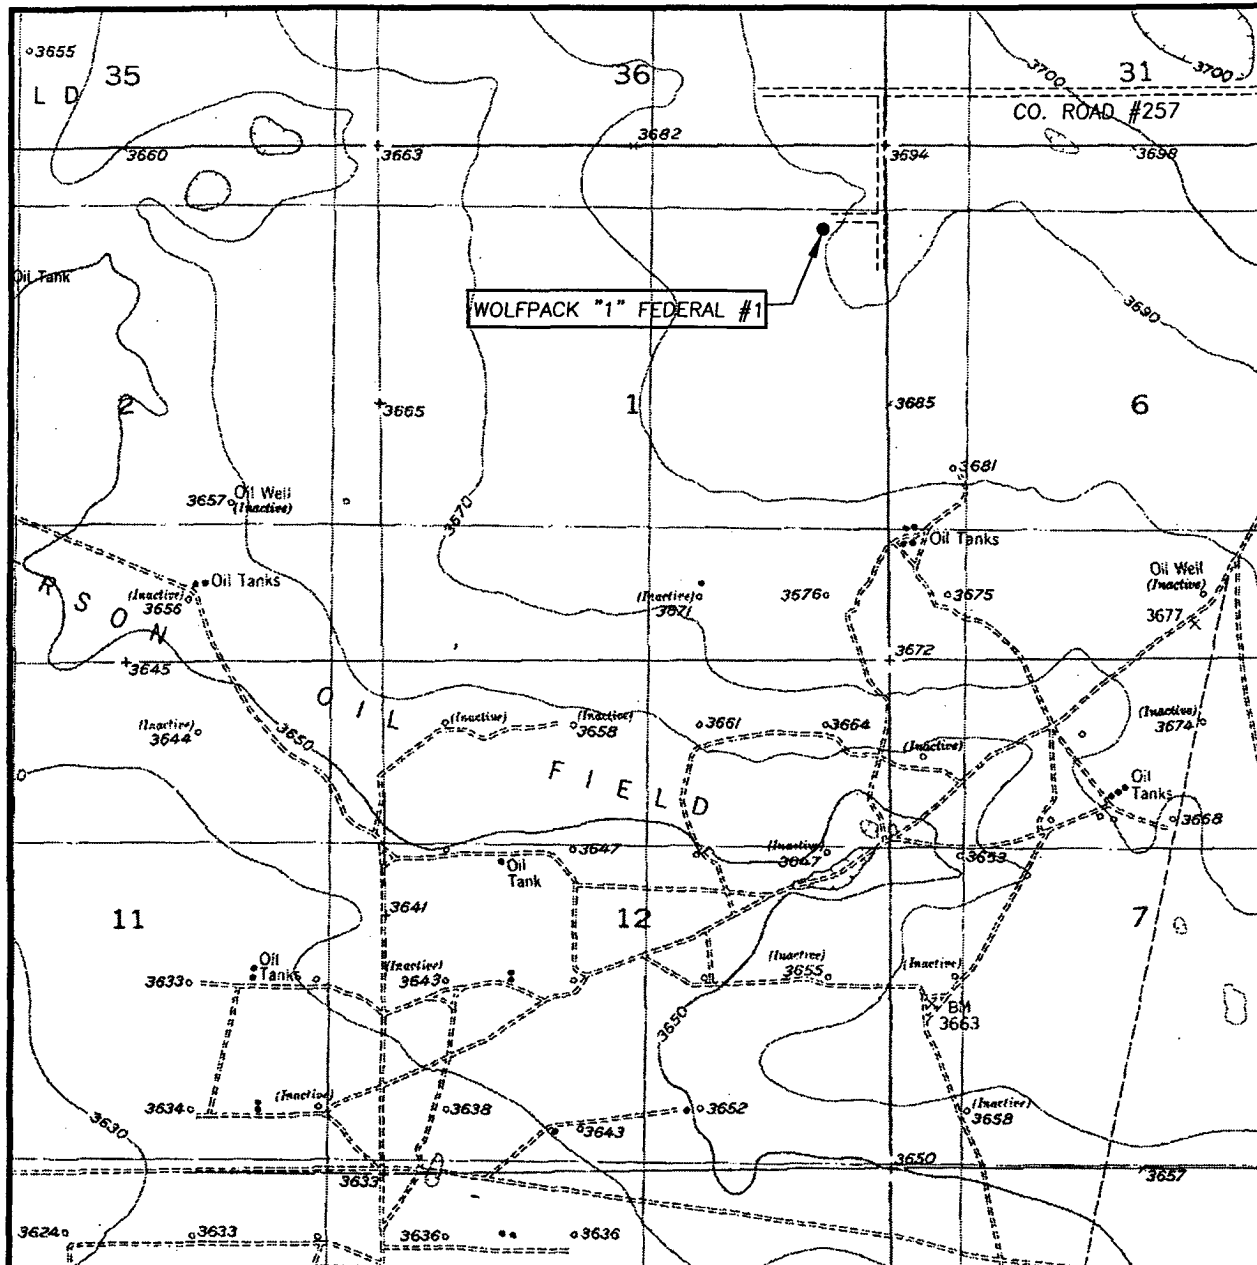 3655
35
36
31
3700
3700
L D
CO. ROAD #257
3660
3663
3682
3694
3698
Oil Tank
WOLFPACK "1" FEDERAL #1
3690
2
3665
1
3685
6
3681
3657
Oil Well
(Inactive)
3670
Oil Tanks
Oil Tanks
Oil Well
(Inactive)
(Inactive)
3656
(Inactive)
3671
3676
3675
3677
R S O N
3645
3672
OIL
(Inactive)
3644
3650
(Inactive)
(Inactive)
3658
3661
3664
(Inactive)
(Inactive)
3674
FIELD
Oil
Tanks
3668
3647
(Inactive)
3653
Oil
Tank
11
3641
12
7
Oil
Tanks
3633
(Inactive)
3643
(Inactive)
3655
(Inactive)
BM
3663
3650
3634
(Inactive)
3638
3652
(Inactive)
3658
3630
3643
3633
3650
3657
3624
3633
3636
3636